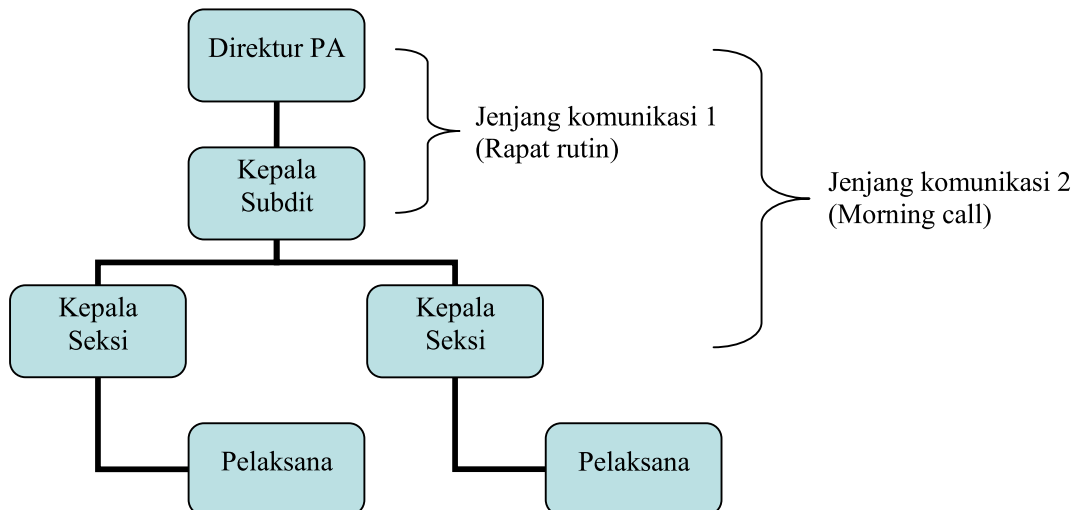 Direktur PA
Jenjang komunikasi 1
(Rapat rutin)
Kepala
Subdit
Jenjang komunikasi 2
(Morning call)
Kepala
Seksi
Kepala
Seksi
Pelaksana
Pelaksana